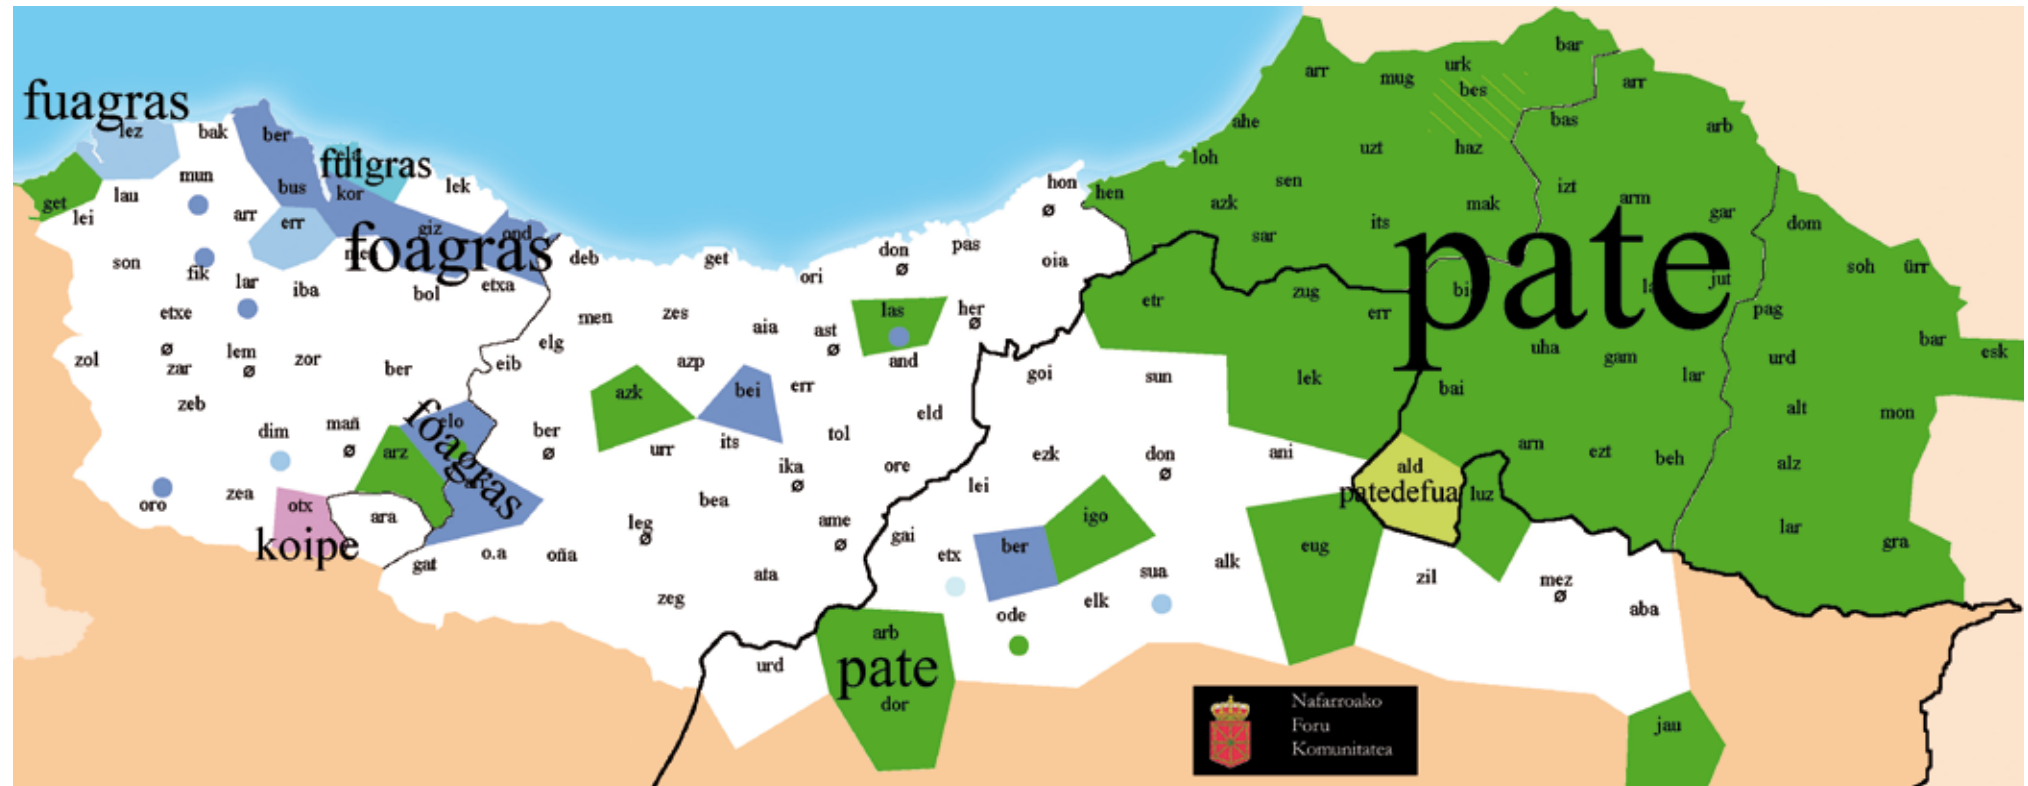 fuagras
lez
bak
ber
mun
bus
get
lau
lei
arr
err
fuigras
kor
lek
giz
ond
foagras
son
fik
lar
iba
bol
etxa
etxe
zar
lem
zol
zor
ber
zeb
dim
mañ
arz
elo
foagras
oro
zea
otx
koipe
ara
gat
o.a
oña
deb
get
ori
don
ø
pas
hon
ø
oia
men
zes
aia
ast
ø
las
her
ø
elg
eib
azp
and
azk
bei
err
eld
ber
ø
urr
its
tol
ika
ø
ore
bea
leg
ø
ame
ø
ata
zeg
gai
lei
goi
sun
ezk
don
ø
ani
igo
ber
etx
sua
alk
elk
ode
eug
urd
arb
pate
dor
arr
mug
urk
bes
bar
arr
bas
arb
ahe
loh
uzt
haz
sen
hen
azk
mak
izt
arm
gar
dom
sar
its
pate
soh
ürr
jut
etr
zug
err
pag
uha
gam
urd
bar
esk
lek
bai
lar
alt
mon
arn
ezt
beh
alz
ald
patedefua
luz
lar
gra
zil
mez
ø
aba
jau
Nafarroako
Foru
Komunitatea